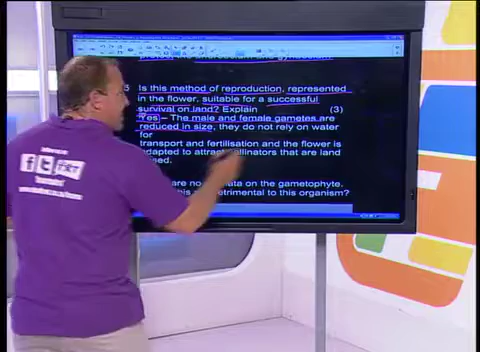 Is this method of reproduction, represented
in the flower, suitable for a successful
survival on land? Explain (3)
Yes – The male and female gametes are
reduced in size, they do not rely on water
for
transport and fertilisation and the flower is
adapted to attract pollinators that are land
are no on the gametophyte.
detrimental to this organism?
f t